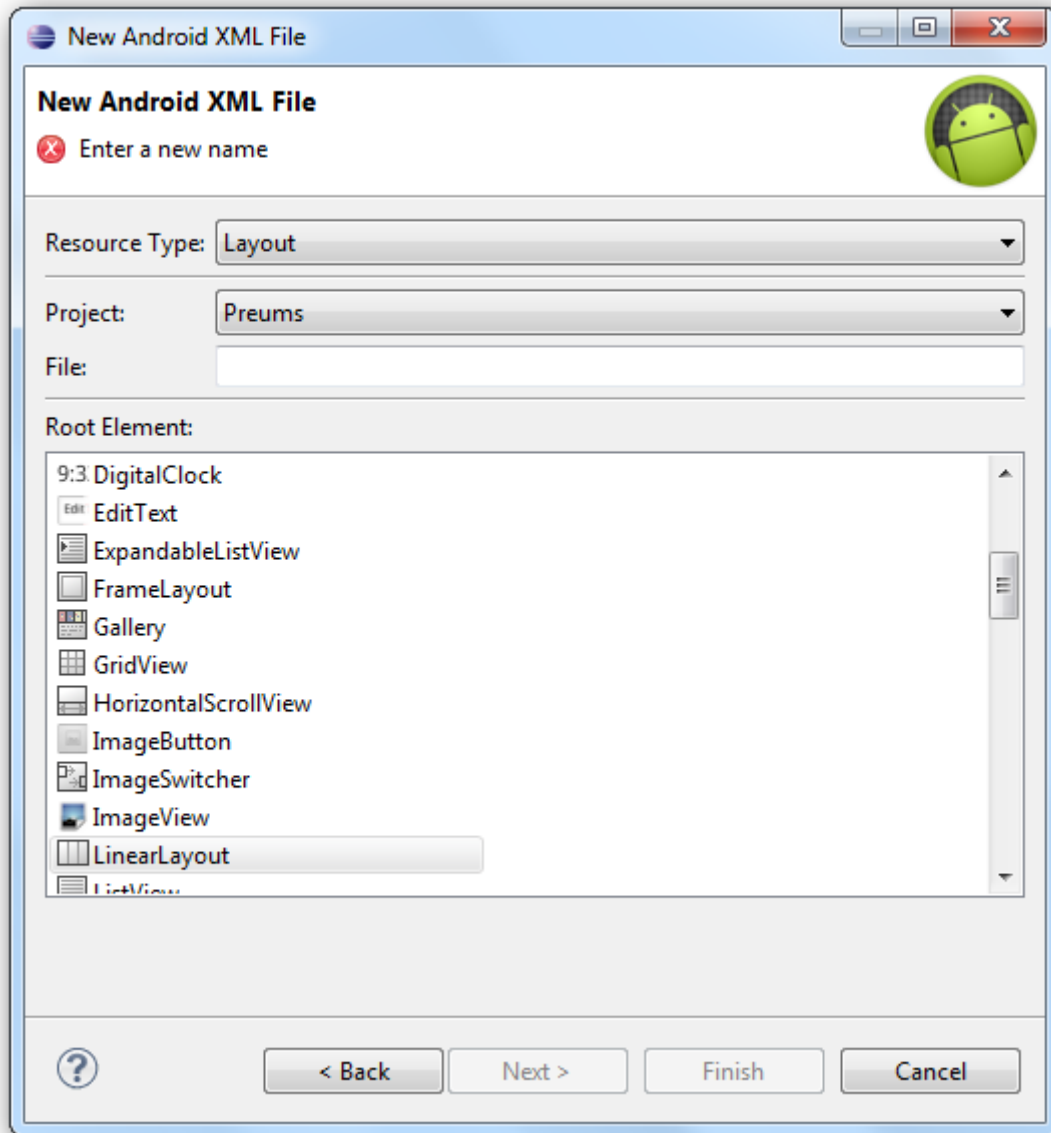 New Android XML File
New Android XML File
Enter a new name
Resource Type: Layout
Project: Preums
File:
Root Element:
9:3 DigitalClock
Edit EditText
ExpandableListView
FrameLayout
Gallery
GridView
HorizontalScrollView
ImageButton
ImageSwitcher
ImageView
LinearLayout
ListView
? < Back Next > Finish Cancel